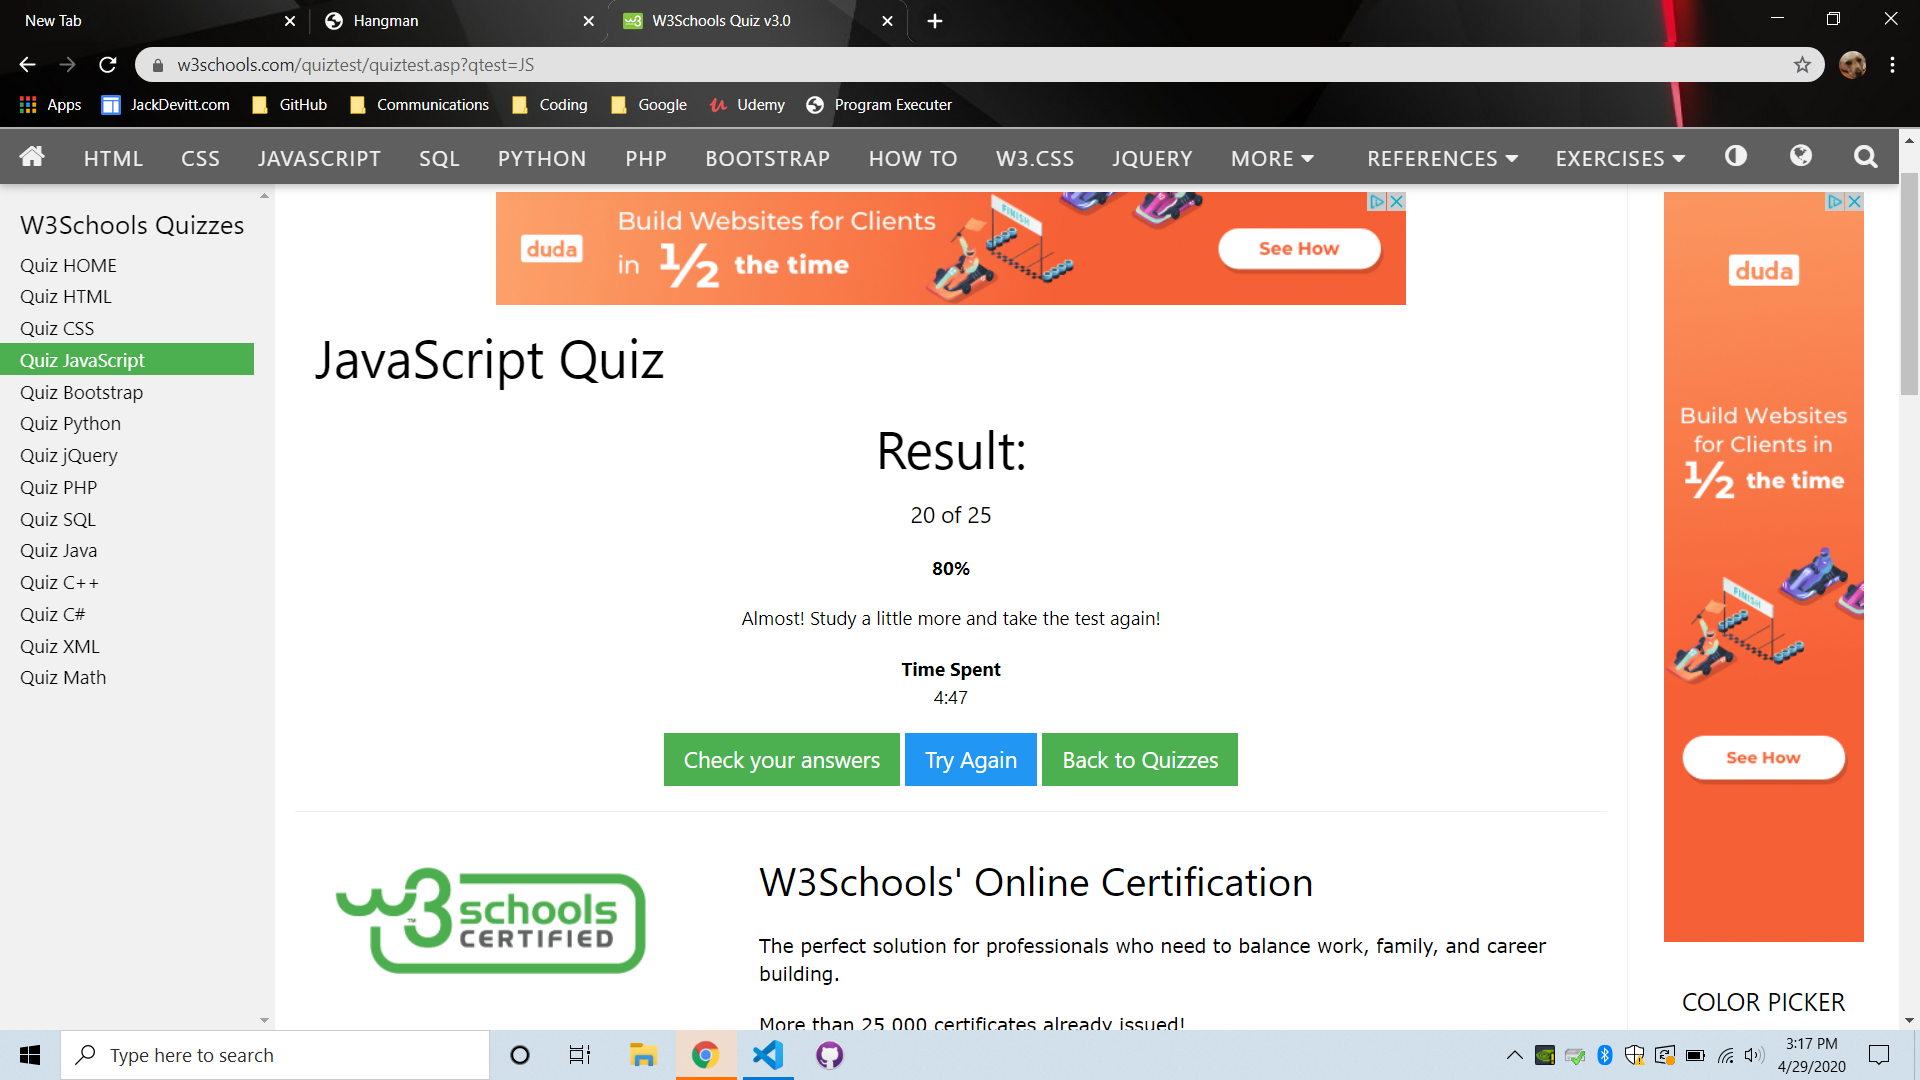 New Tab
Hangman
W3Schools Quiz v3.0
w3schools.com/quiztest/quiztest.asp?qtest=JS
Apps
JackDevitt.com
GitHub
Communications
Coding
Google
Udemy
Program Executer
HTML CSS JAVASCRIPT SQL PYTHON PHP BOOTSTRAP HOW TO W3.CSS JQUERY MORE REFERENCES EXERCISES
W3Schools Quizzes
Quiz HOME
Quiz HTML
Quiz CSS
Quiz JavaScript
Quiz Bootstrap
Quiz Python
Quiz jQuery
Quiz PHP
Quiz SQL
Quiz Java
Quiz C++
Quiz C#
Quiz XML
Quiz Math
duda
Build Websites for Clients
in 1/2 the time
FINISH
See How
JavaScript Quiz
Result:
20 of 25
80%
Almost! Study a little more and take the test again!
Time Spent
4:47
Check your answers
Try Again
Back to Quizzes
w3schools
TM
CERTIFIED
W3Schools' Online Certification
The perfect solution for professionals who need to balance work, family, and career
building.
More than 25 000 certificates already issued!
duda
Build Websites
for Clients in
1/2 the time
FINISH
See How
COLOR PICKER
Type here to search
3:17 PM
4/29/2020